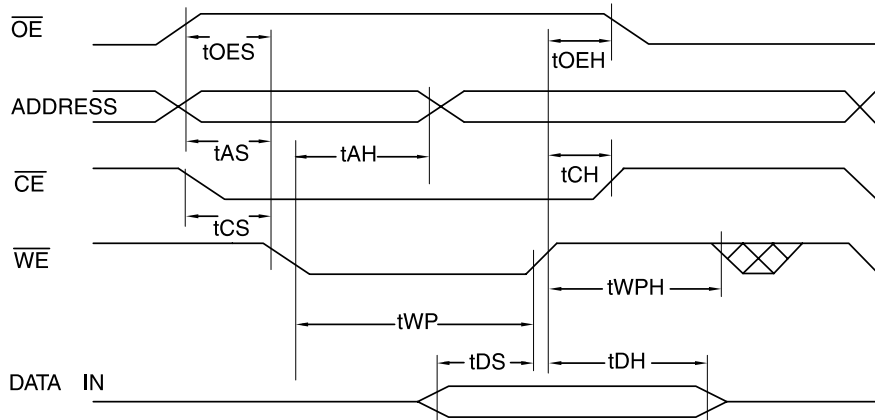 OE
tOES
tOEH
ADDRESS
tAS
tAH
tCH
CE
tCS
WE
tWPH
tWP
tDS
tDH
DATA IN